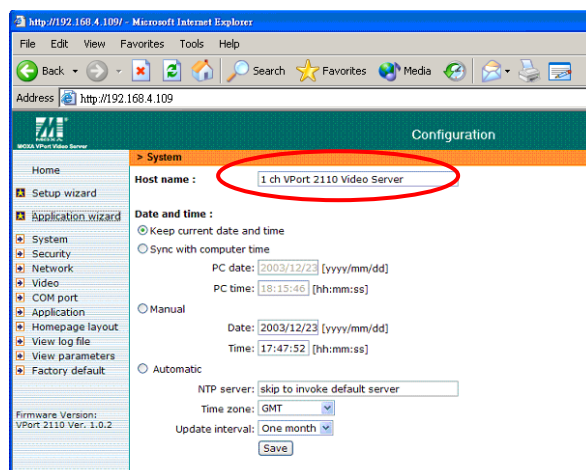 http://192.168.4.109/ - Microsoft Internet Explorer
File Edit View Favorites Tools Help
Back Search Favorites Media
Address http://192.168.4.109
MOXA
MOXA VPort Video Server
Configuration
Home
Setup wizard
Application wizard
System
Security
Network
Video
COM port
Application
Homepage layout
View log file
View parameters
Factory default
Firmware Version:
VPort 2110 Ver. 1.0.2
> System
Host name : 1 ch VPort 2110 Video Server
Date and time :
Keep current date and time
Sync with computer time
PC date: 2003/12/23 [yyyy/mm/dd]
PC time: 18:15:46 [hh:mm:ss]
Manual
Date: 2003/12/23 [yyyy/mm/dd]
Time: 17:47:52 [hh:mm:ss]
Automatic
NTP server: skip to invoke default server
Time zone: GMT
Update interval: One month
Save